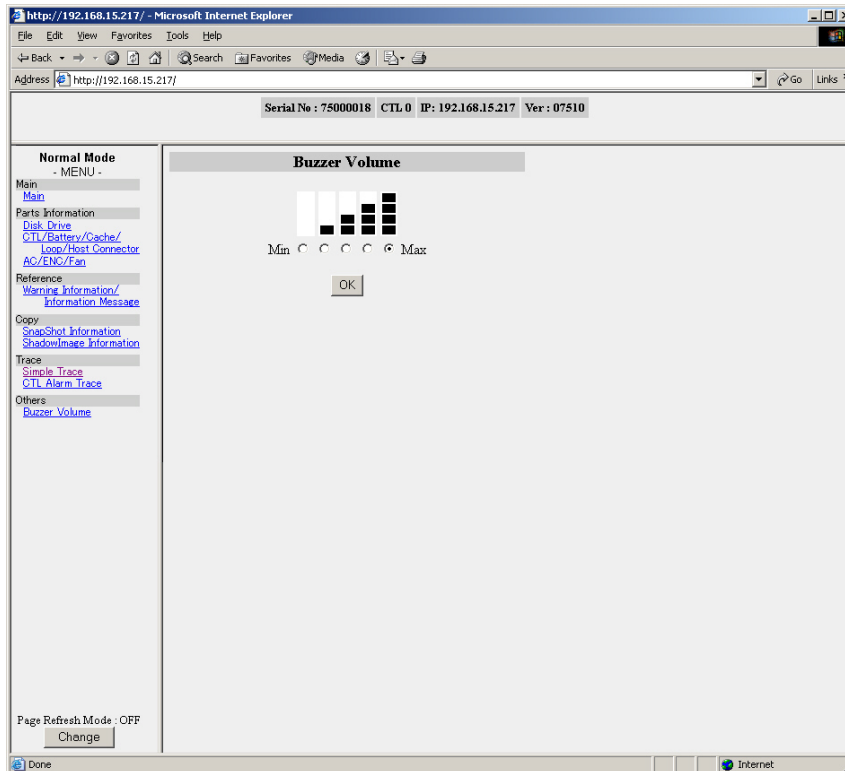 http://192.168.15.217/ - Microsoft Internet Explorer
File Edit View Favorites Tools Help
Back Search Favorites Media
Address http://192.168.15.217/ Go Links
Serial No : 75000018 CTL 0 IP: 192.168.15.217 Ver : 07510
Normal Mode
- MENU -
Main
Main
Parts Information
Disk Drive
CTL/Battery/Cache/
Loop/Host Connector
AC/ENC/Fan
Reference
Warning Information/
Information Message
Copy
SnapShot Information
ShadowImage Information
Trace
Simple Trace
CTL Alarm Trace
Others
Buzzer Volume
Page Refresh Mode : OFF
Change
Buzzer Volume
Min Max
OK
Done Internet